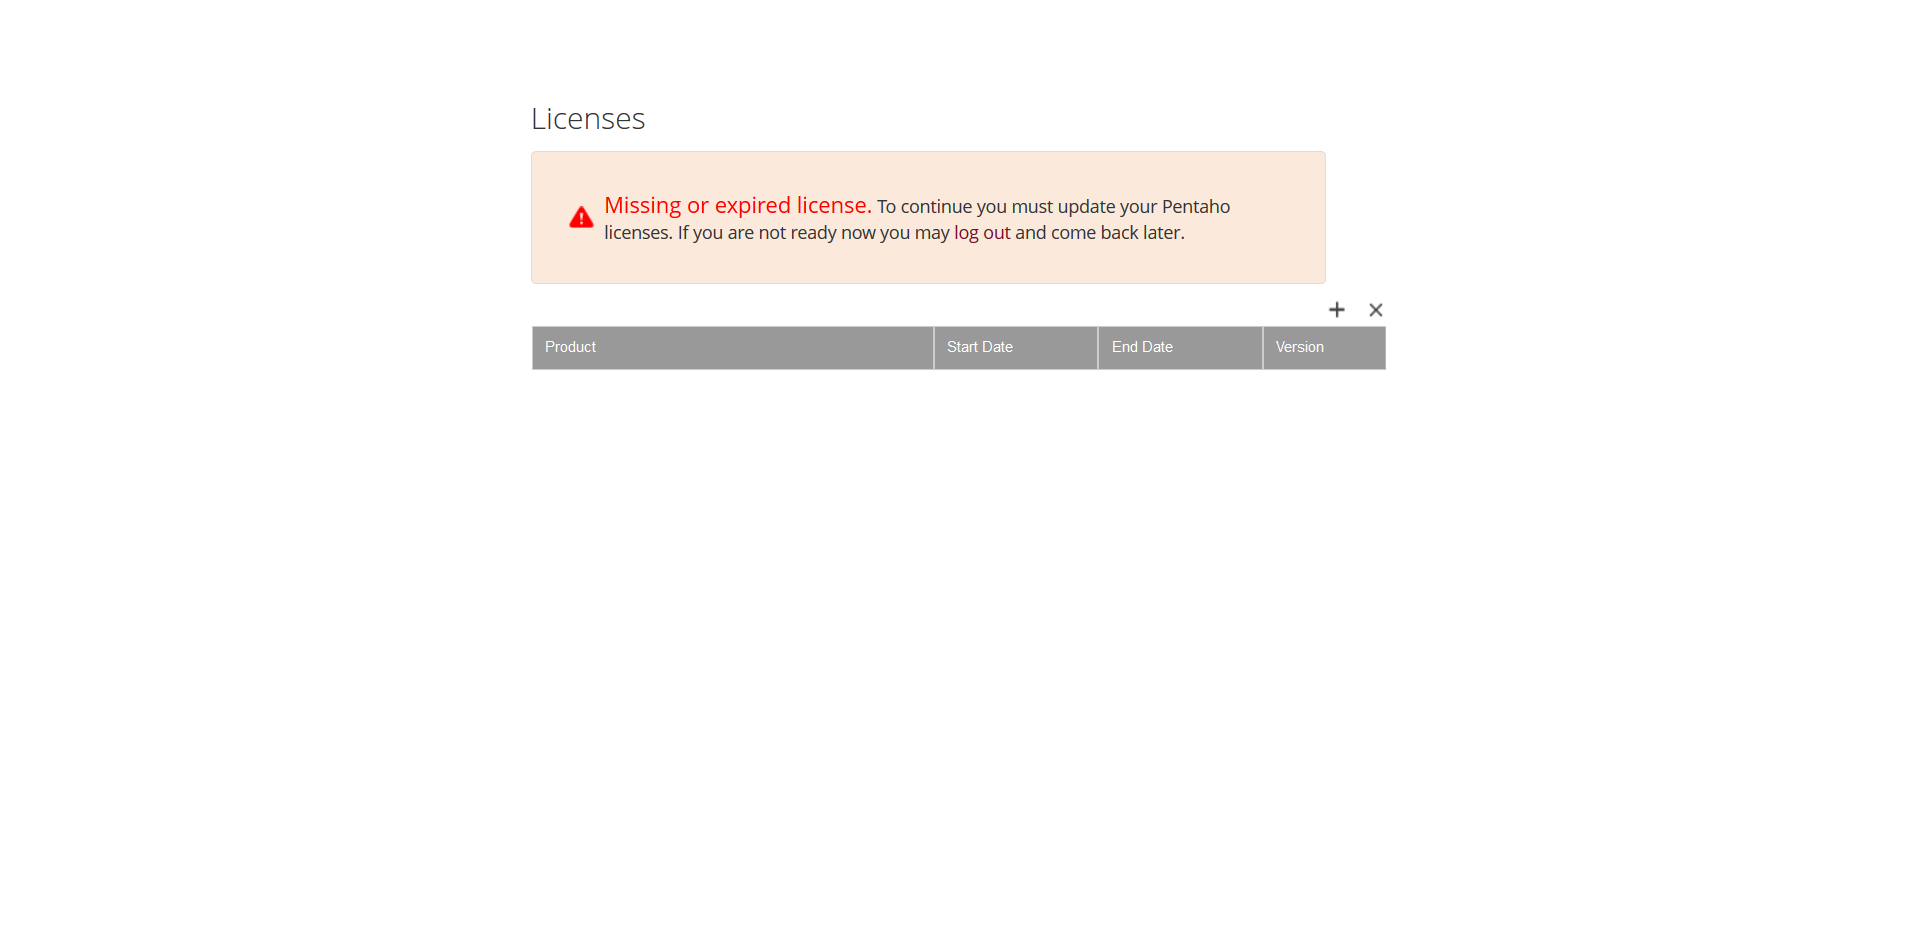 Licenses
Missing or expired license. To continue you must update your Pentaho
licenses. If you are not ready now you may log out and come back later.
Product Start Date End Date Version